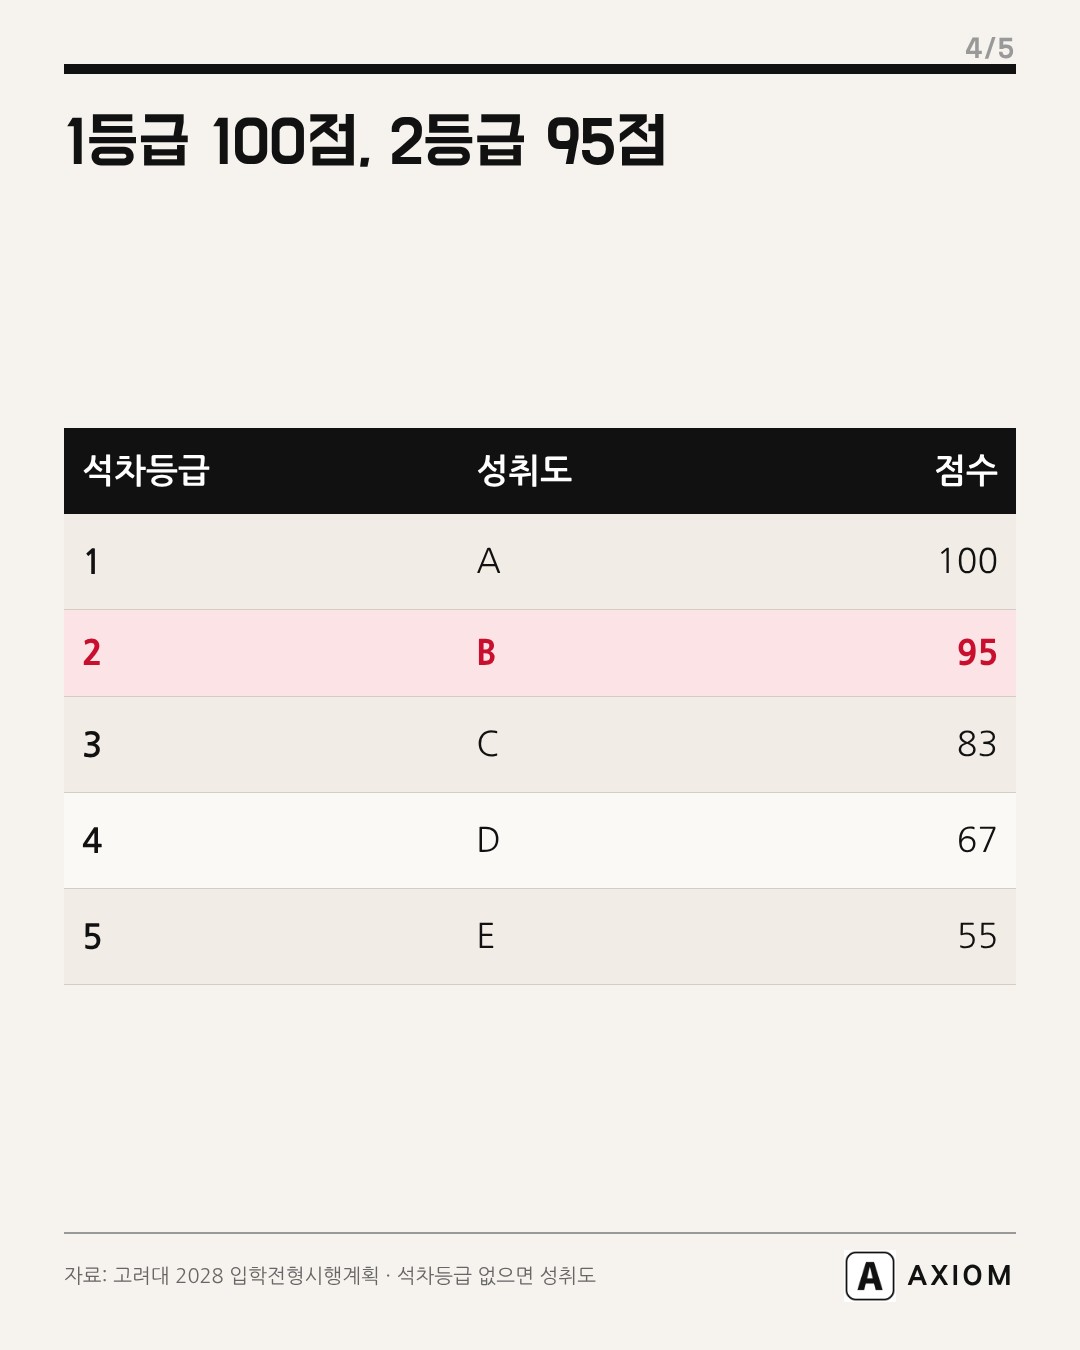 4/5
1등급 100점, 2등급 95점
석차등급 성취도 점수
1 A 100
2 B 95
3 C 83
4 D 67
5 E 55
자료: 고려대 2028 입학전형시행계획 · 석차등급 없으면 성취도
A AXIOM